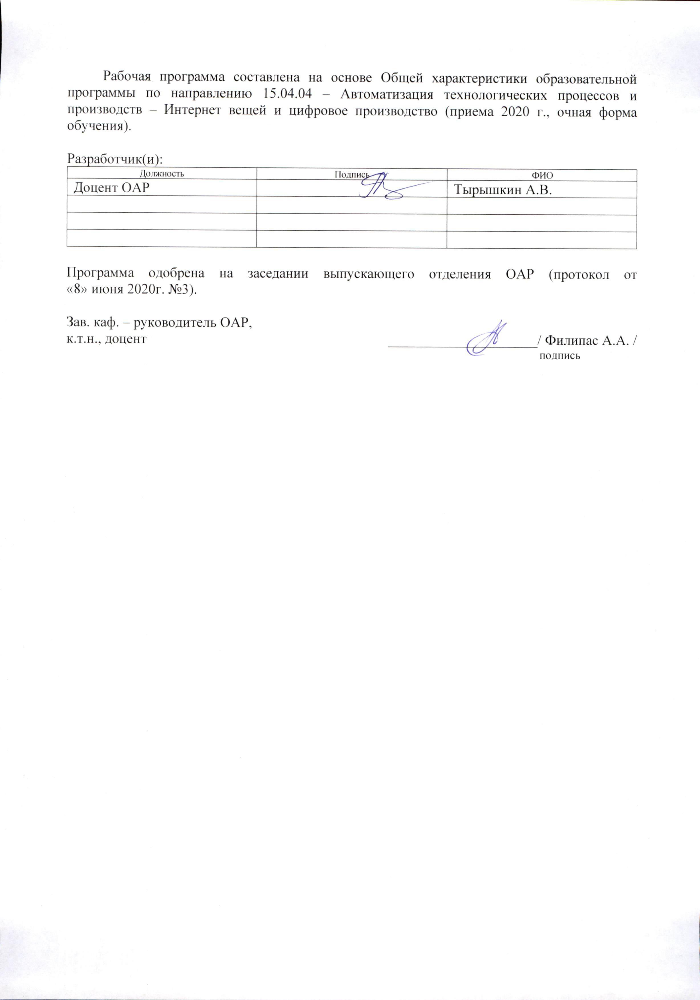 Рабочая программа составлена на основе Общей характеристики образовательной
программы по направлению 15.04.04 – Автоматизация технологических процессов и
производств – Интернет вещей и цифровое производство (приема 2020 г., очная форма
обучения).
Разработчик(и):
Должность Подпись ФИО
Доцент ОАР Тырышкин А.В.
Программа одобрена на заседании выпускающего отделения ОАР (протокол от
«8» июня 2020г. №3).
Зав. каф. – руководитель ОАР,
к.т.н., доцент / Филипас А.А. /
подпись